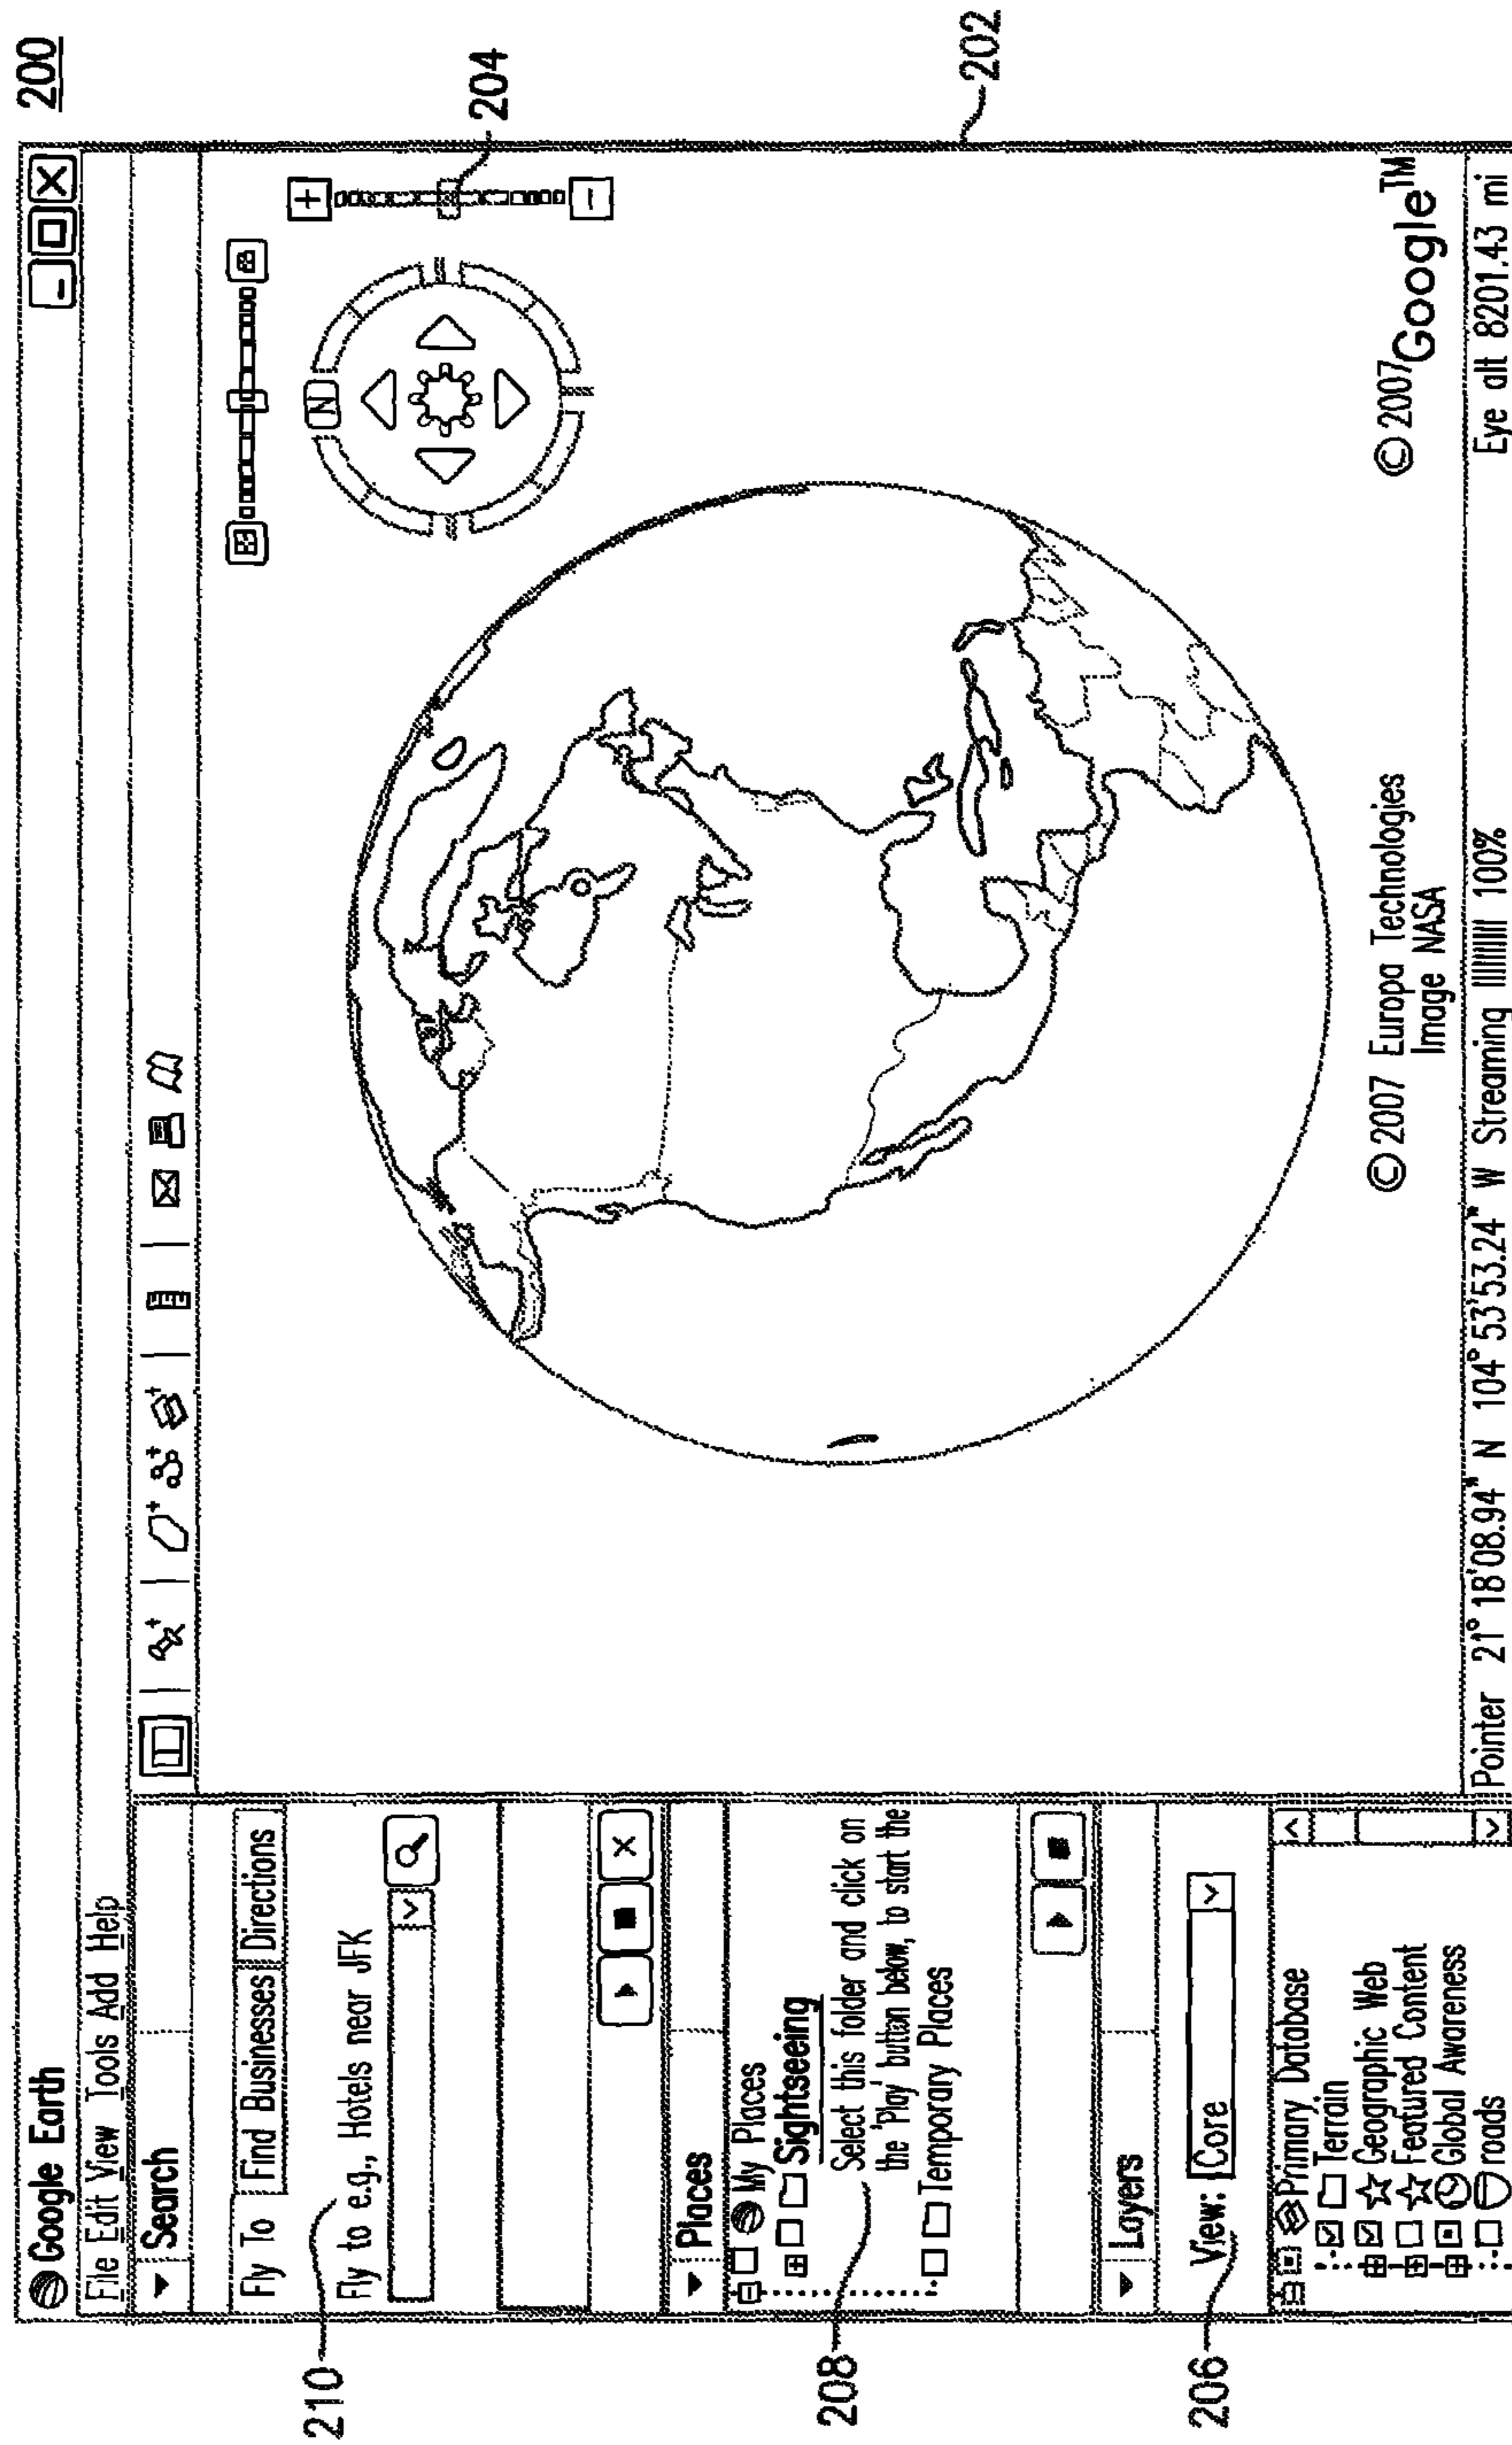 200
Google Earth
File Edit View Tools Add Help
Search
Fly To Find Businesses Directions
210
Fly to e.g., Hotels near JFK
Places
My Places
Sightseeing
208
Select this folder and click on
the 'Play' button below, to start the
Temporary Places
Layers
206
View: Core
Primary Database
Terrain
Geographic Web
Featured Content
Global Awareness
roads
N
204
202
© 2007 Europa Technologies
Image NASA
© 2007 Google™
Pointer 21° 18'08.94" N 104° 53'53.24" W Streaming ||||||||| 100% Eye alt 8201.43 mi